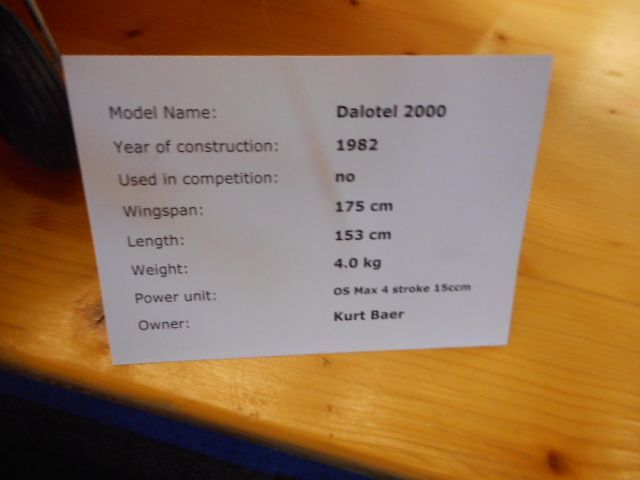 Model Name: Dalotel 2000
Year of construction: 1982
Used in competition: no
Wingspan: 175 cm
Length: 153 cm
Weight: 4.0 kg
Power unit: OS Max 4 stroke 15ccm
Owner: Kurt Baer